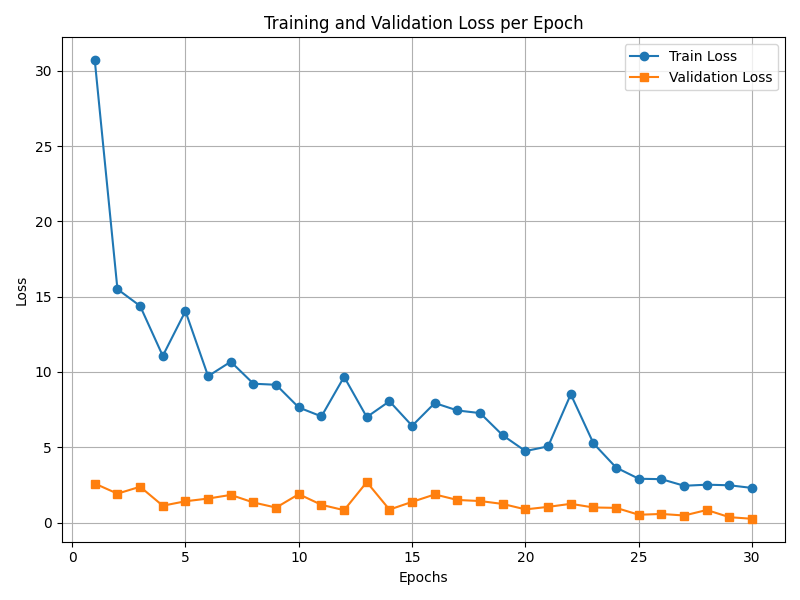 Training and Validation Loss per Epoch
Train Loss
Validation Loss
30
25
20
15
10
5
0
Loss
0 5 10 15 20 25 30
Epochs